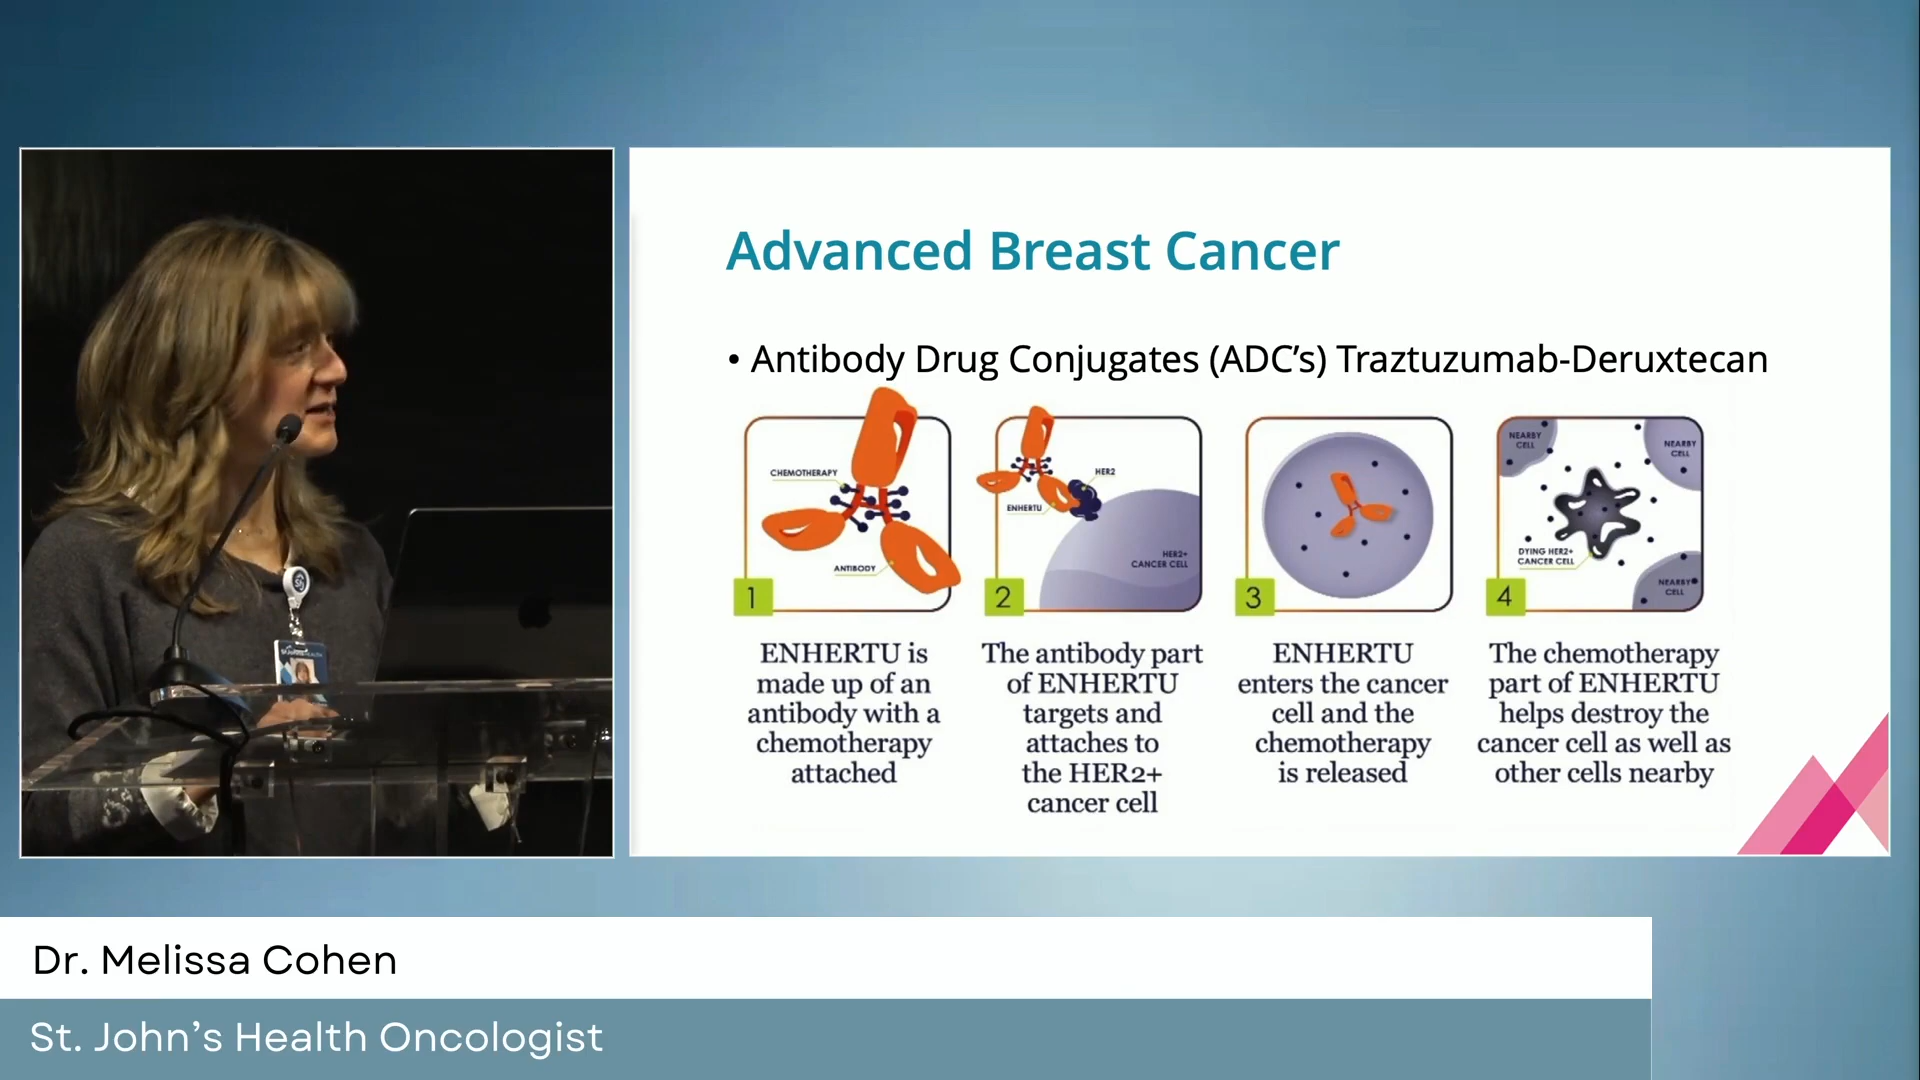 Advanced Breast Cancer
• Antibody Drug Conjugates (ADC’s) Traztuzumab-Deruxtecan
CHEMOTHERAPY
ANTIBODY
1
ENHERTU is
made up of an
antibody with a
chemotherapy
attached
HER2
ENHERTU
HER2+
CANCER CELL
2
The antibody part
of ENHERTU
targets and
attaches to
the HER2+
cancer cell
3
ENHERTU
enters the cancer
cell and the
chemotherapy
is released
NEARBY
CELL
NEARBY
CELL
DYING HER2+
CANCER CELL
NEARBY
CELL
4
The chemotherapy
part of ENHERTU
helps destroy the
cancer cell as well as
other cells nearby
Dr. Melissa Cohen
St. John’s Health Oncologist